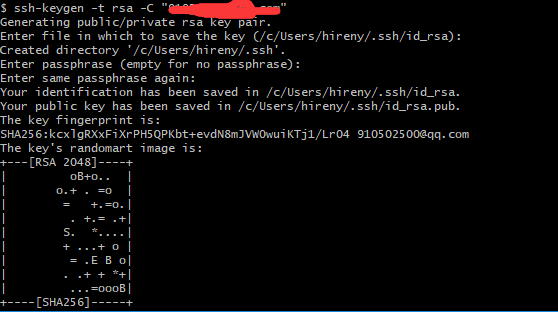 $ ssh-keygen -t rsa -C "
Generating public/private rsa key pair.
Enter file in which to save the key (/c/Users/hireny/.ssh/id_rsa):
Created directory '/c/Users/hireny/.ssh'.
Enter passphrase (empty for no passphrase):
Enter same passphrase again:
Your identification has been saved in /c/Users/hireny/.ssh/id_rsa.
Your public key has been saved in /c/Users/hireny/.ssh/id_rsa.pub.
The key fingerprint is:
SHA256:kcxlgRXxFiXrPH5QPKbt+evdN8mJVWOwuiKTj1/LrO4 910502500@qq.com
The key's randomart image is:
+---[RSA 2048]----+
|        oB+o..  |
|       o.+ . =o  |
|        =   +.=o.|
|         . +.= .+|
|        S.  *....|
|        + ...+ o |
|         = .E B o|
|        . .+ + *+|
|         ...=oooB|
+----[SHA256]-----+